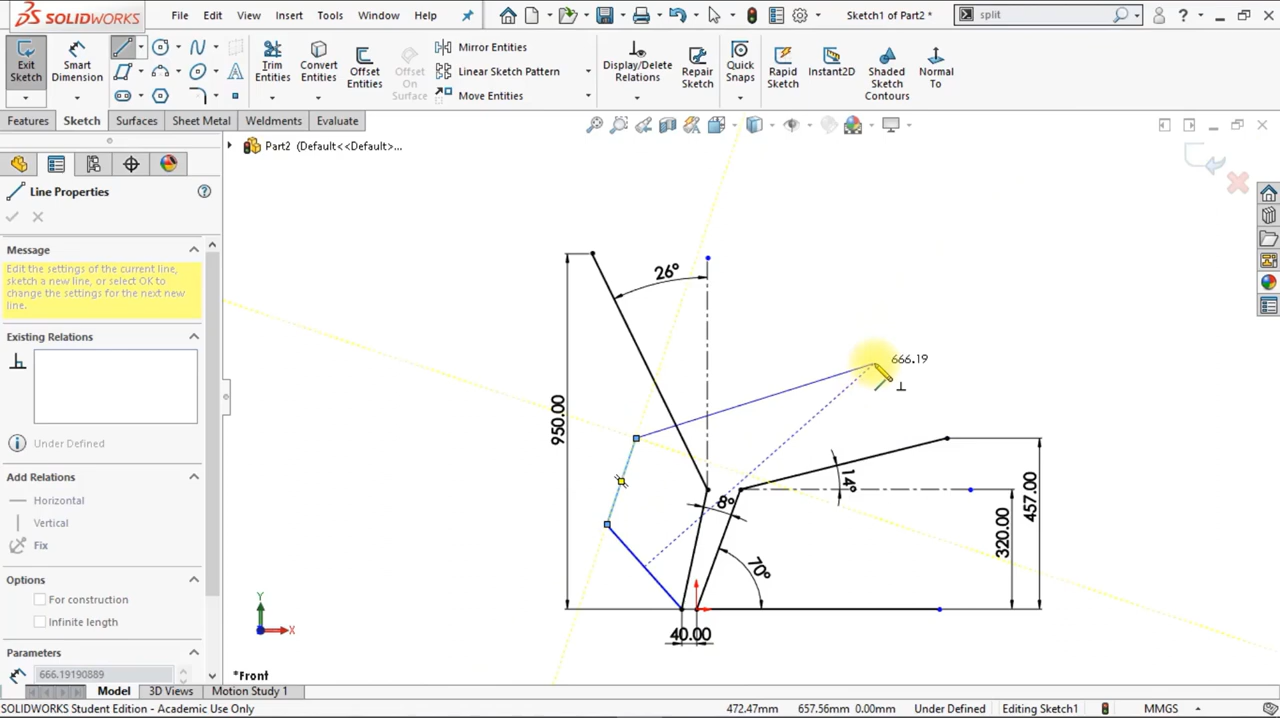 SOLIDWORKS
File Edit View Insert Tools Window Help
Sketch1 of Part2 *
split
Exit Sketch
Smart Dimension
Trim Entities
Convert Entities
Offset Entities
Offset On Surface
Mirror Entities
Linear Sketch Pattern
Move Entities
Display/Delete Relations
Repair Sketch
Quick Snaps
Rapid Sketch
Instant2D
Shaded Sketch Contours
Normal To
Features Sketch Surfaces Sheet Metal Weldments Evaluate
Part2 (Default<<Default>...
Line Properties
Message
Edit the settings of the current line,
sketch a new line, or select OK to
change the settings for the next new
line.
Existing Relations
Under Defined
Add Relations
Horizontal
Vertical
Fix
Options
For construction
Infinite length
Parameters
666.19190889
26°
666.19
950.00
8°
14°
70°
320.00
457.00
40.00
Y
X
*Front
Model 3D Views Motion Study 1
SOLIDWORKS Student Edition - Academic Use Only
472.47mm 657.56mm 0.00mm Under Defined Editing Sketch1 MMGS